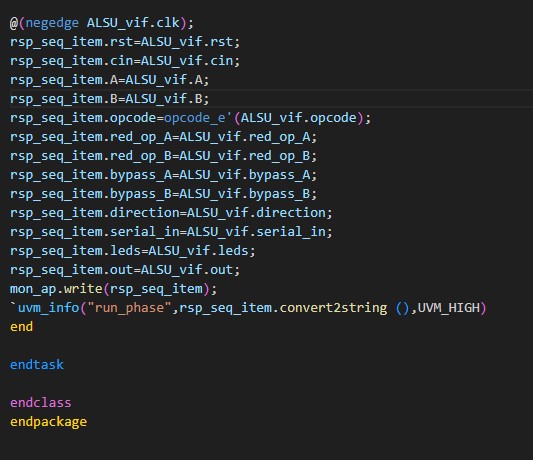 @(negedge ALSU_vif.clk);
rsp_seq_item.rst=ALSU_vif.rst;
rsp_seq_item.cin=ALSU_vif.cin;
rsp_seq_item.A=ALSU_vif.A;
rsp_seq_item.B=ALSU_vif.B;
rsp_seq_item.opcode=opcode_e'(ALSU_vif.opcode);
rsp_seq_item.red_op_A=ALSU_vif.red_op_A;
rsp_seq_item.red_op_B=ALSU_vif.red_op_B;
rsp_seq_item.bypass_A=ALSU_vif.bypass_A;
rsp_seq_item.bypass_B=ALSU_vif.bypass_B;
rsp_seq_item.direction=ALSU_vif.direction;
rsp_seq_item.serial_in=ALSU_vif.serial_in;
rsp_seq_item.leds=ALSU_vif.leds;
rsp_seq_item.out=ALSU_vif.out;
mon_ap.write(rsp_seq_item);
`uvm_info("run_phase",rsp_seq_item.convert2string (),UVM_HIGH)
end
endtask
endclass
endpackage